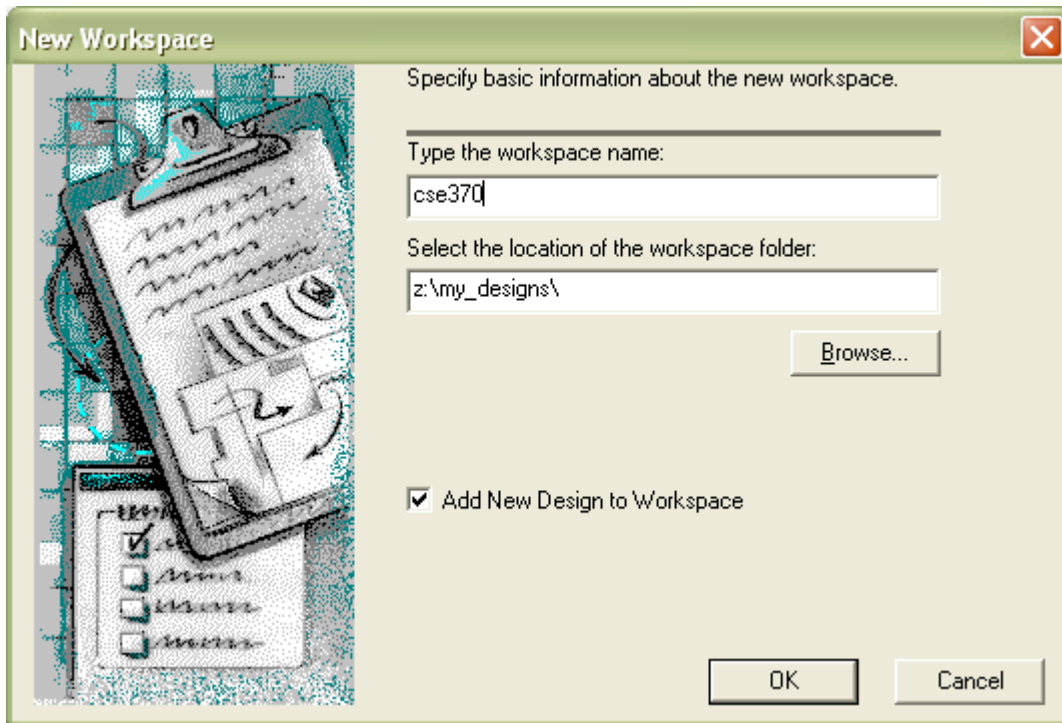 New Workspace
Specify basic information about the new workspace.
Type the workspace name:
cse370
Select the location of the workspace folder:
z:\my_designs\
Browse...
Add New Design to Workspace
OK
Cancel